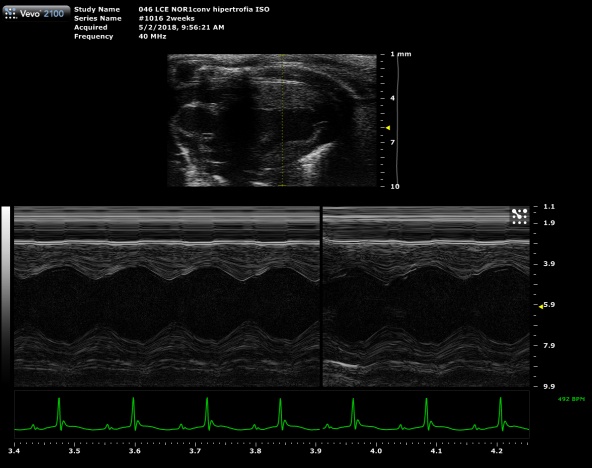 Vevo 2100
Study Name 046 LCE NOR1conv hipertrofia ISO
Series Name #1016 2weeks
Acquired 5/2/2018, 9:56:21 AM
Frequency 40 MHz
1 mm
4
7
10
1.1
1.9
3.9
5.9
7.9
9.9
492 BPM
3.4 3.5 3.6 3.7 3.8 3.9 4.0 4.1 4.2